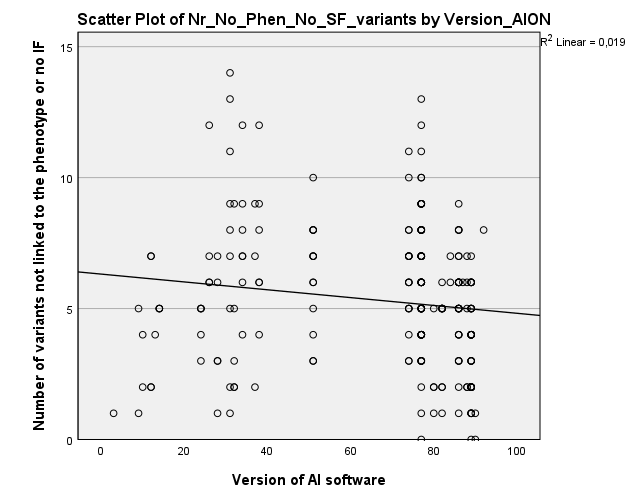 Scatter Plot of Nr_No_Phen_No_SF_variants by Version_AION
R2 Linear = 0,019
Number of variants not linked to the phenotype or no IF
15
10
5
0
0 20 40 60 80 100
Version of AI software